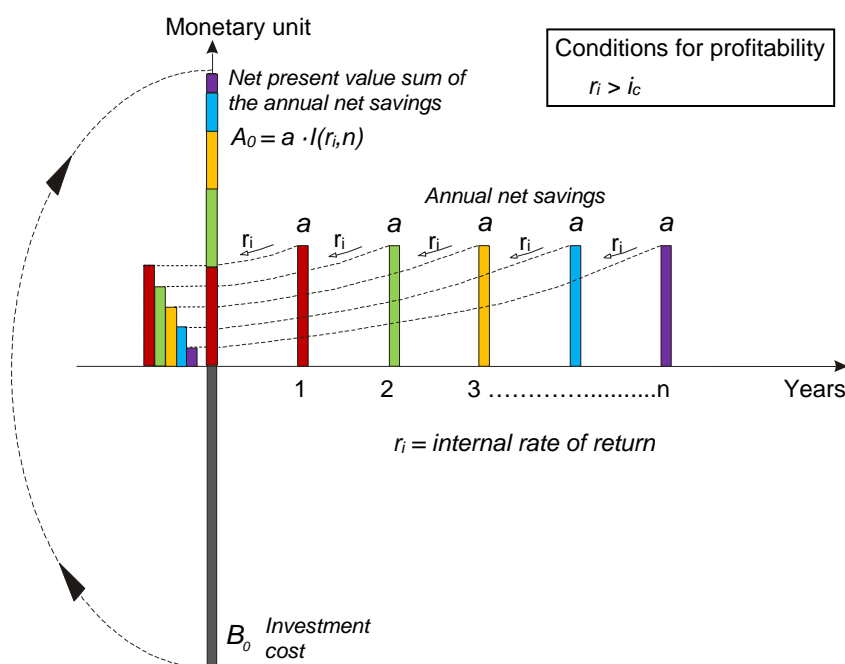 Monetary unit
Conditions for profitability
rᵢ > i꜀
Net present value sum of
the annual net savings
A₀ = a · I(rᵢ,n)
Annual net savings
a a a a a
rᵢ rᵢ rᵢ rᵢ rᵢ
1 2 3 …………............n Years
rᵢ = internal rate of return
B₀ Investment
cost